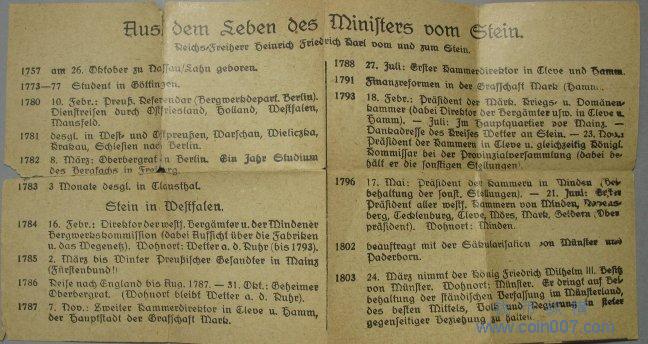 Aus dem Leben des Ministers vom Stein.
Reichs-Freiherr Heinrich Friedrich Karl vom und zum Stein.
1757 am 26. Oktober zu Nassau/Lahn geboren.
1773—77 Student in Göttingen.
1780 10. Febr.: Preuß. Referendar (Bergwerkdepart. Berlin).
Dienstreisen durch Ostfriesland, Holland, Westfalen,
Mansfeld.
1781 desgl. in West- und Ostpreußen, Warschau, Wieliczka,
Krakau, Schlesien nach Berlin.
1782 8. März: Oberbergrat in Berlin. Ein Jahr Studium
des Bergfachs in Freiberg.
1783 3 Monate desgl. in Clausthal.
Stein in Westfalen.
1784 16. Febr.: Direktor der westf. Bergämter u. der Mindener
Bergwerkskommission (dabei Aufsicht über die Fabriken
u. das Wegenetz). Wohnort: Wetter a. d. Ruhr (bis 1793).
1785 2. März bis Winter Preußischer Gesandter in Mainz
(Fürstenbund!)
1786 Reise nach England bis Aug. 1787. — 31. Okt.: Geheimer
Oberbergrat. (Wohnort bleibt Wetter a. d. Ruhr).
1787 7. Nov.: Zweiter Kammerdirektor in Cleve u. Hamm,
der Hauptstadt der Grafschaft Mark.
1788 27. Juli: Erster Kammerdirektor in Cleve und Hamm.
1791 Finanzreformen in der Grafschaft Mark (Hamm).
1793 18. Febr.: Präsident der Märk. Kriegs- u. Domänen-
kammer (dabei Direktor der Bergämter usw. in Cleve u.
Hamm). — Juli: Im Hauptquartier vor Mainz. —
Dankadresse des Kreises Wetter an Stein. — 23. Nov.:
Präsident der Kammern in Cleve u. gleichzeitig Königl.
Kommissar bei der Provinzialversammlung (dabei be-
hält er die sonstigen Stellungen).
1796 17. Mai: Präsident der Kammern in Minden (Bei-
behaltung der sonst. Stellungen). — 21. Juni: Erster
Präsident aller westf. Kammern von Minden, Ravens-
berg, Tecklenburg, Cleve, Mörs, Mark, Geldern (Ober-
präsident). Wohnort: Minden.
1802 beauftragt mit der Säkularisation von Münster und
Paderborn.
1803 24. März nimmt der König Friedrich Wilhelm III. Besitz
von Münster. Wohnort: Münster. Er dringt auf Bei-
behaltung der ständischen Verfassung im Münsterland,
des besten Mittels, Volk und Regierung in steter
gegenseitiger Beziehung zu halten.
www.coin007.com